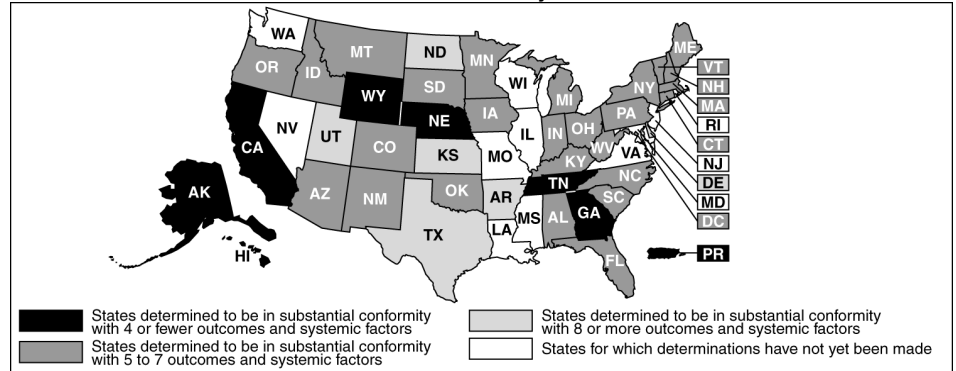 WA
MT
ND
MN
ME
VT
OR
ID
SD
WI
NY
NH
WY
MI
MA
IA
PA
RI
NE
NV
UT
IL
IN
OH
CT
CA
CO
KS
MO
WV
VA
NJ
KY
DE
AK
AZ
NM
OK
TN
NC
MD
AR
SC
DC
TX
MS
AL
GA
LA
HI
FL
PR
States determined to be in substantial conformity
with 4 or fewer outcomes and systemic factors
States determined to be in substantial conformity
with 5 to 7 outcomes and systemic factors
States determined to be in substantial conformity
with 8 or more outcomes and systemic factors
States for which determinations have not yet been made